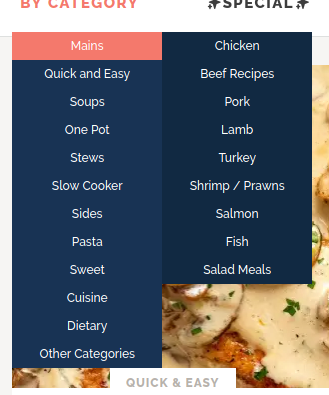 BY CATEGORY
✈SPECIAL✈
Mains
Quick and Easy
Soups
One Pot
Stews
Slow Cooker
Sides
Pasta
Sweet
Cuisine
Dietary
Other Categories
Chicken
Beef Recipes
Pork
Lamb
Turkey
Shrimp / Prawns
Salmon
Fish
Salad Meals
QUICK & EASY